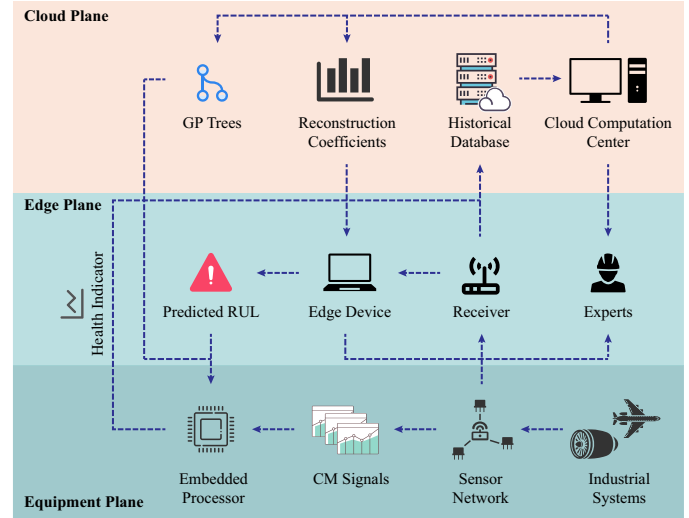 Cloud Plane
GP Trees
Reconstruction
Coefficients
Historical
Database
Cloud Computation
Center
Edge Plane
Health Indicator
Predicted RUL
Edge Device
Receiver
Experts
Embedded
Processor
CM Signals
Sensor
Network
Industrial
Systems
Equipment Plane